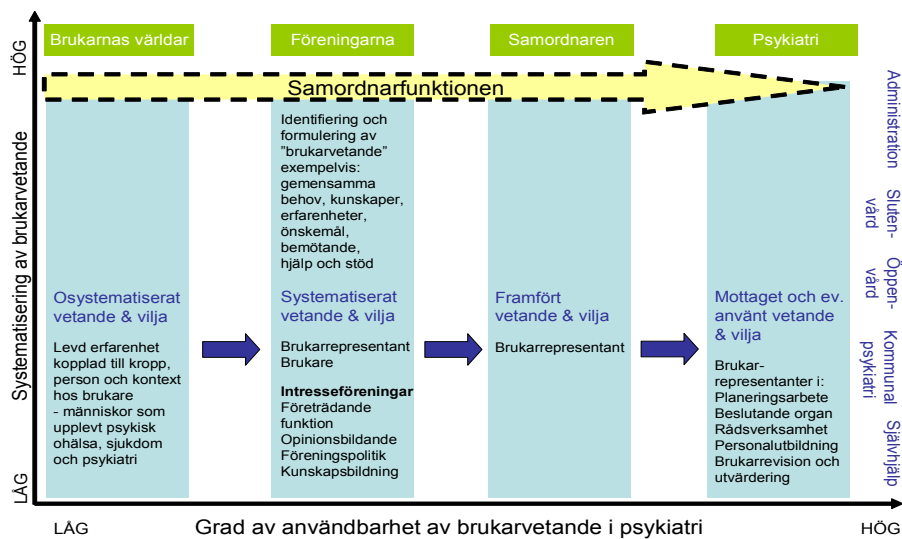 HÖG
Brukarnas världar
Föreningarna
Samordnaren
Psykiatri
Samordnarfunktionen
Systematisering av brukarvetande
Osystematiserat
vetande & vilja
Levd erfarenhet
kopplad till kropp,
person och kontext
hos brukare
- människor som
upplevt psykisk
ohälsa, sjukdom
och psykiatri
Identifiering och
formulering av
"brukarvetande"
exempelvis:
gemensamma
behov, kunskaper,
erfarenheter,
önskemål,
bemötande,
hjälp och stöd
Systematiserat
vetande & vilja
Brukarrepresentant
Brukare
Intresseföreningar
Företrädande
funktion
Opinionsbildande
Föreningspolitik
Kunskapsbildning
Framfört
vetande & vilja
Brukarrepresentant
Mottaget och ev.
använt vetande
& vilja
Brukar-
representanter i:
Planeringsarbete
Beslutande organ
Rådsverksamhet
Personalutbildning
Brukarrevision och
utvärdering
Administration
Sluten-
vård
Öppen-
vård
Kommunal
psykiatri
Självhjälp
LÅG
LÅG
Grad av användbarhet av brukarvetande i psykiatri
HÖG